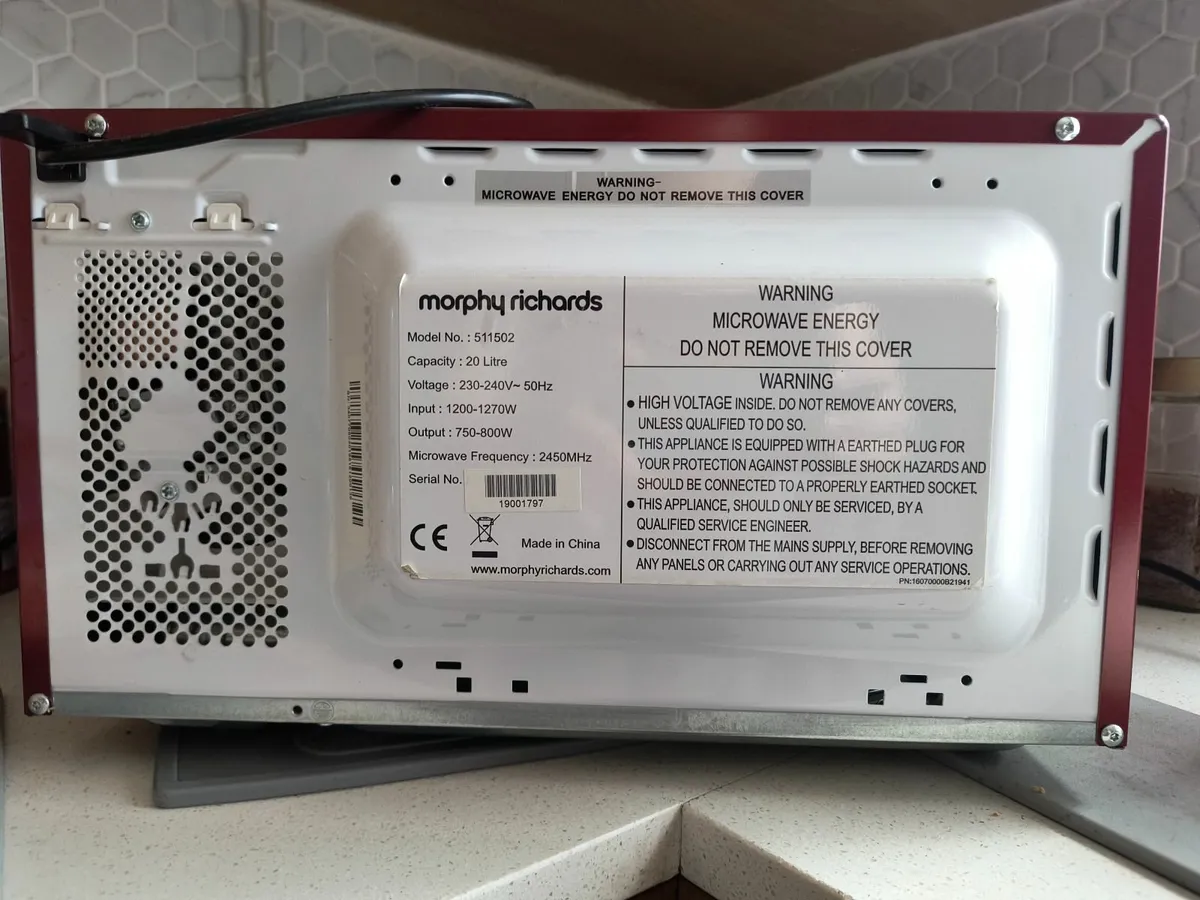 WARNING-
MICROWAVE ENERGY DO NOT REMOVE THIS COVER
morphy richards
Model No. : 511502
Capacity : 20 Litre
Voltage : 230-240V~ 50Hz
Input : 1200-1270W
Output : 750-800W
Microwave Frequency : 2450MHz
Serial No.
19001797
CE
Made in China
www.morphyrichards.com
WARNING
MICROWAVE ENERGY
DO NOT REMOVE THIS COVER
WARNING
● HIGH VOLTAGE INSIDE. DO NOT REMOVE ANY COVERS,
UNLESS QUALIFIED TO DO SO.
● THIS APPLIANCE IS EQUIPPED WITH A EARTHED PLUG FOR
YOUR PROTECTION AGAINST POSSIBLE SHOCK HAZARDS AND
SHOULD BE CONNECTED TO A PROPERLY EARTHED SOCKET.
● THIS APPLIANCE, SHOULD ONLY BE SERVICED, BY A
QUALIFIED SERVICE ENGINEER.
● DISCONNECT FROM THE MAINS SUPPLY, BEFORE REMOVING
ANY PANELS OR CARRYING OUT ANY SERVICE OPERATIONS.
PN:16070000B21941